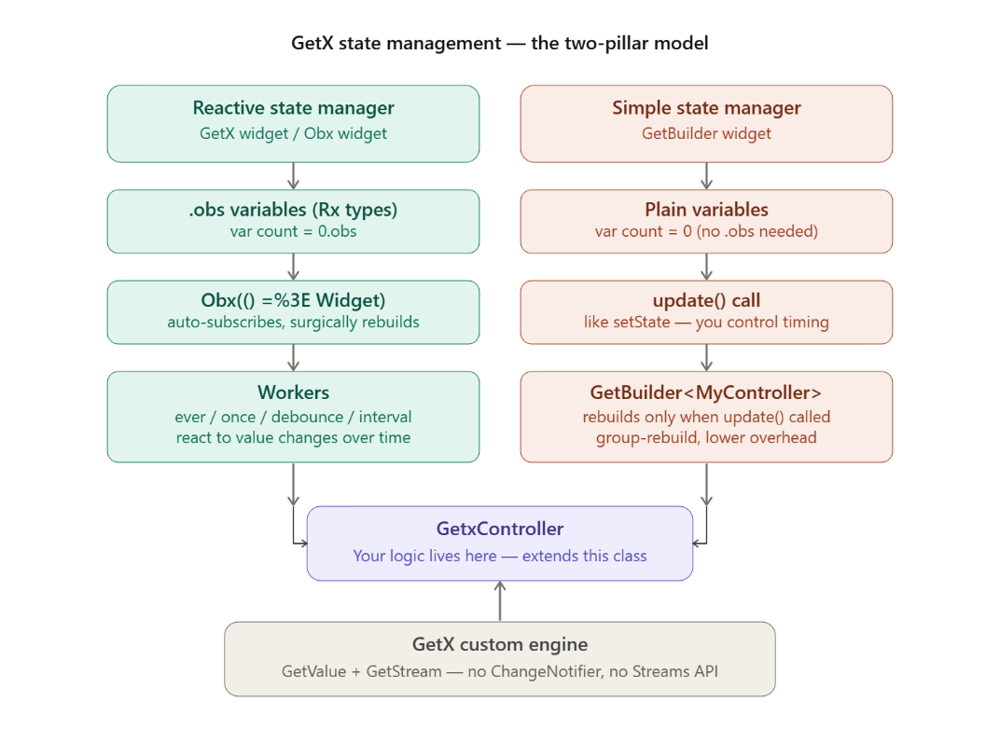 GetX state management — the two-pillar model
Reactive state manager
GetX widget / Obx widget
.obs variables (Rx types)
var count = 0.obs
Obx(() =%3E Widget)
auto-subscribes, surgically rebuilds
Workers
ever / once / debounce / interval
react to value changes over time
Simple state manager
GetBuilder widget
Plain variables
var count = 0 (no .obs needed)
update() call
like setState — you control timing
GetBuilder<MyController>
rebuilds only when update() called
group-rebuild, lower overhead
GetxController
Your logic lives here — extends this class
GetX custom engine
GetValue + GetStream — no ChangeNotifier, no Streams API